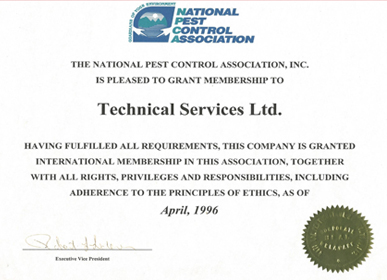 NATIONAL
PEST
CONTROL
ASSOCIATION
THE NATIONAL PEST CONTROL ASSOCIATION, INC.
IS PLEASED TO GRANT MEMBERSHIP TO
Technical Services Ltd.
HAVING FULFILLED ALL REQUIREMENTS, THIS COMPANY IS GRANTED
INTERNATIONAL MEMBERSHIP IN THIS ASSOCIATION, TOGETHER
WITH ALL RIGHTS, PRIVILEGES AND RESPONSIBILITIES, INCLUDING
ADHERENCE TO THE PRINCIPLES OF ETHICS, AS OF
April, 1996
Executive Vice President